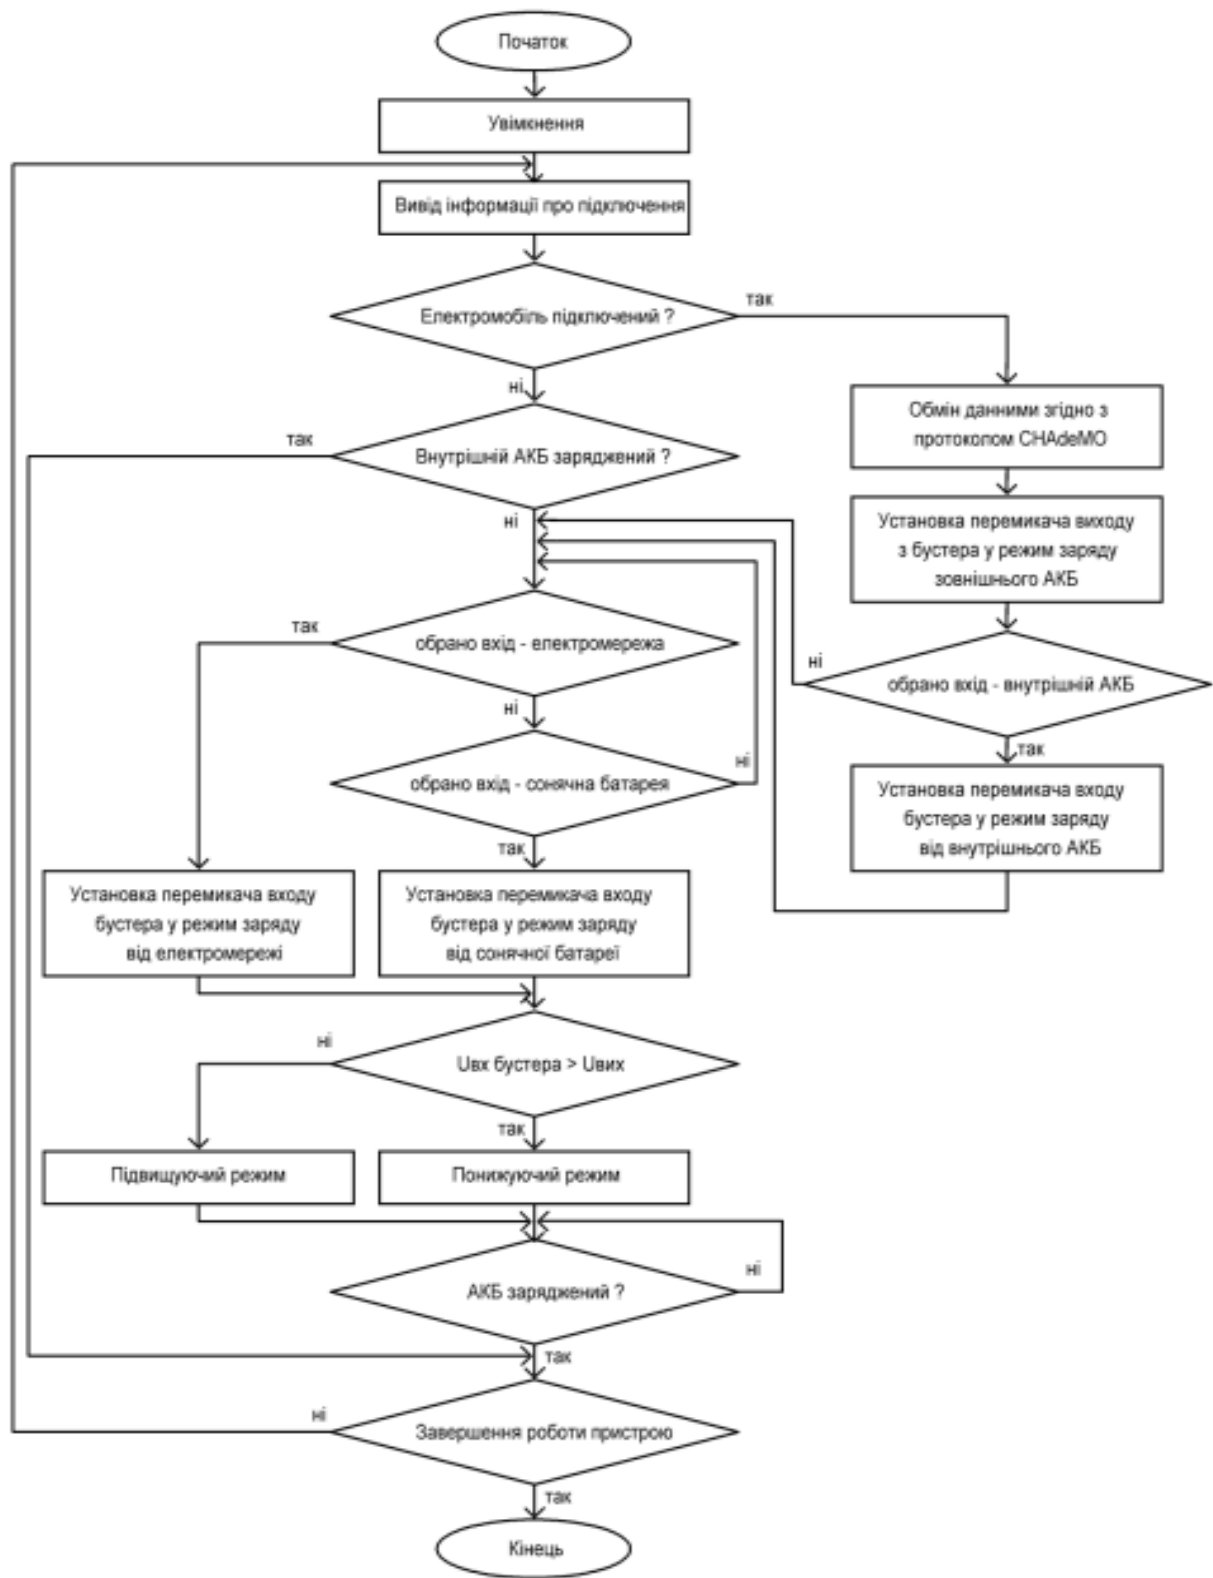 Початок
Увімкнення
Вивід інформації про підключення
так
Електромобіль підключений ?
ні
Обмін данними згідно з
протоколом CHAdeMO
так
Внутрішній АКБ заряджений ?
ні
Установка перемикача виходу
з бустера у режим заряду
зовнішнього АКБ
так
обрано вхід - електромережа
ні
обрано вхід - внутрішній АКБ
ні
так
обрано вхід - сонячна батарея
ні
Установка перемикача входу
бустера у режим заряду
від внутрішнього АКБ
так
Установка перемикача входу
бустера у режим заряду
від електромережі
Установка перемикача входу
бустера у режим заряду
від сонячної батареї
ні
Uвх бустера > Uвих
так
Підвищуючий режим
Понижуючий режим
ні
АКБ заряджений ?
так
ні
Завершення роботи пристрою
так
Кінець